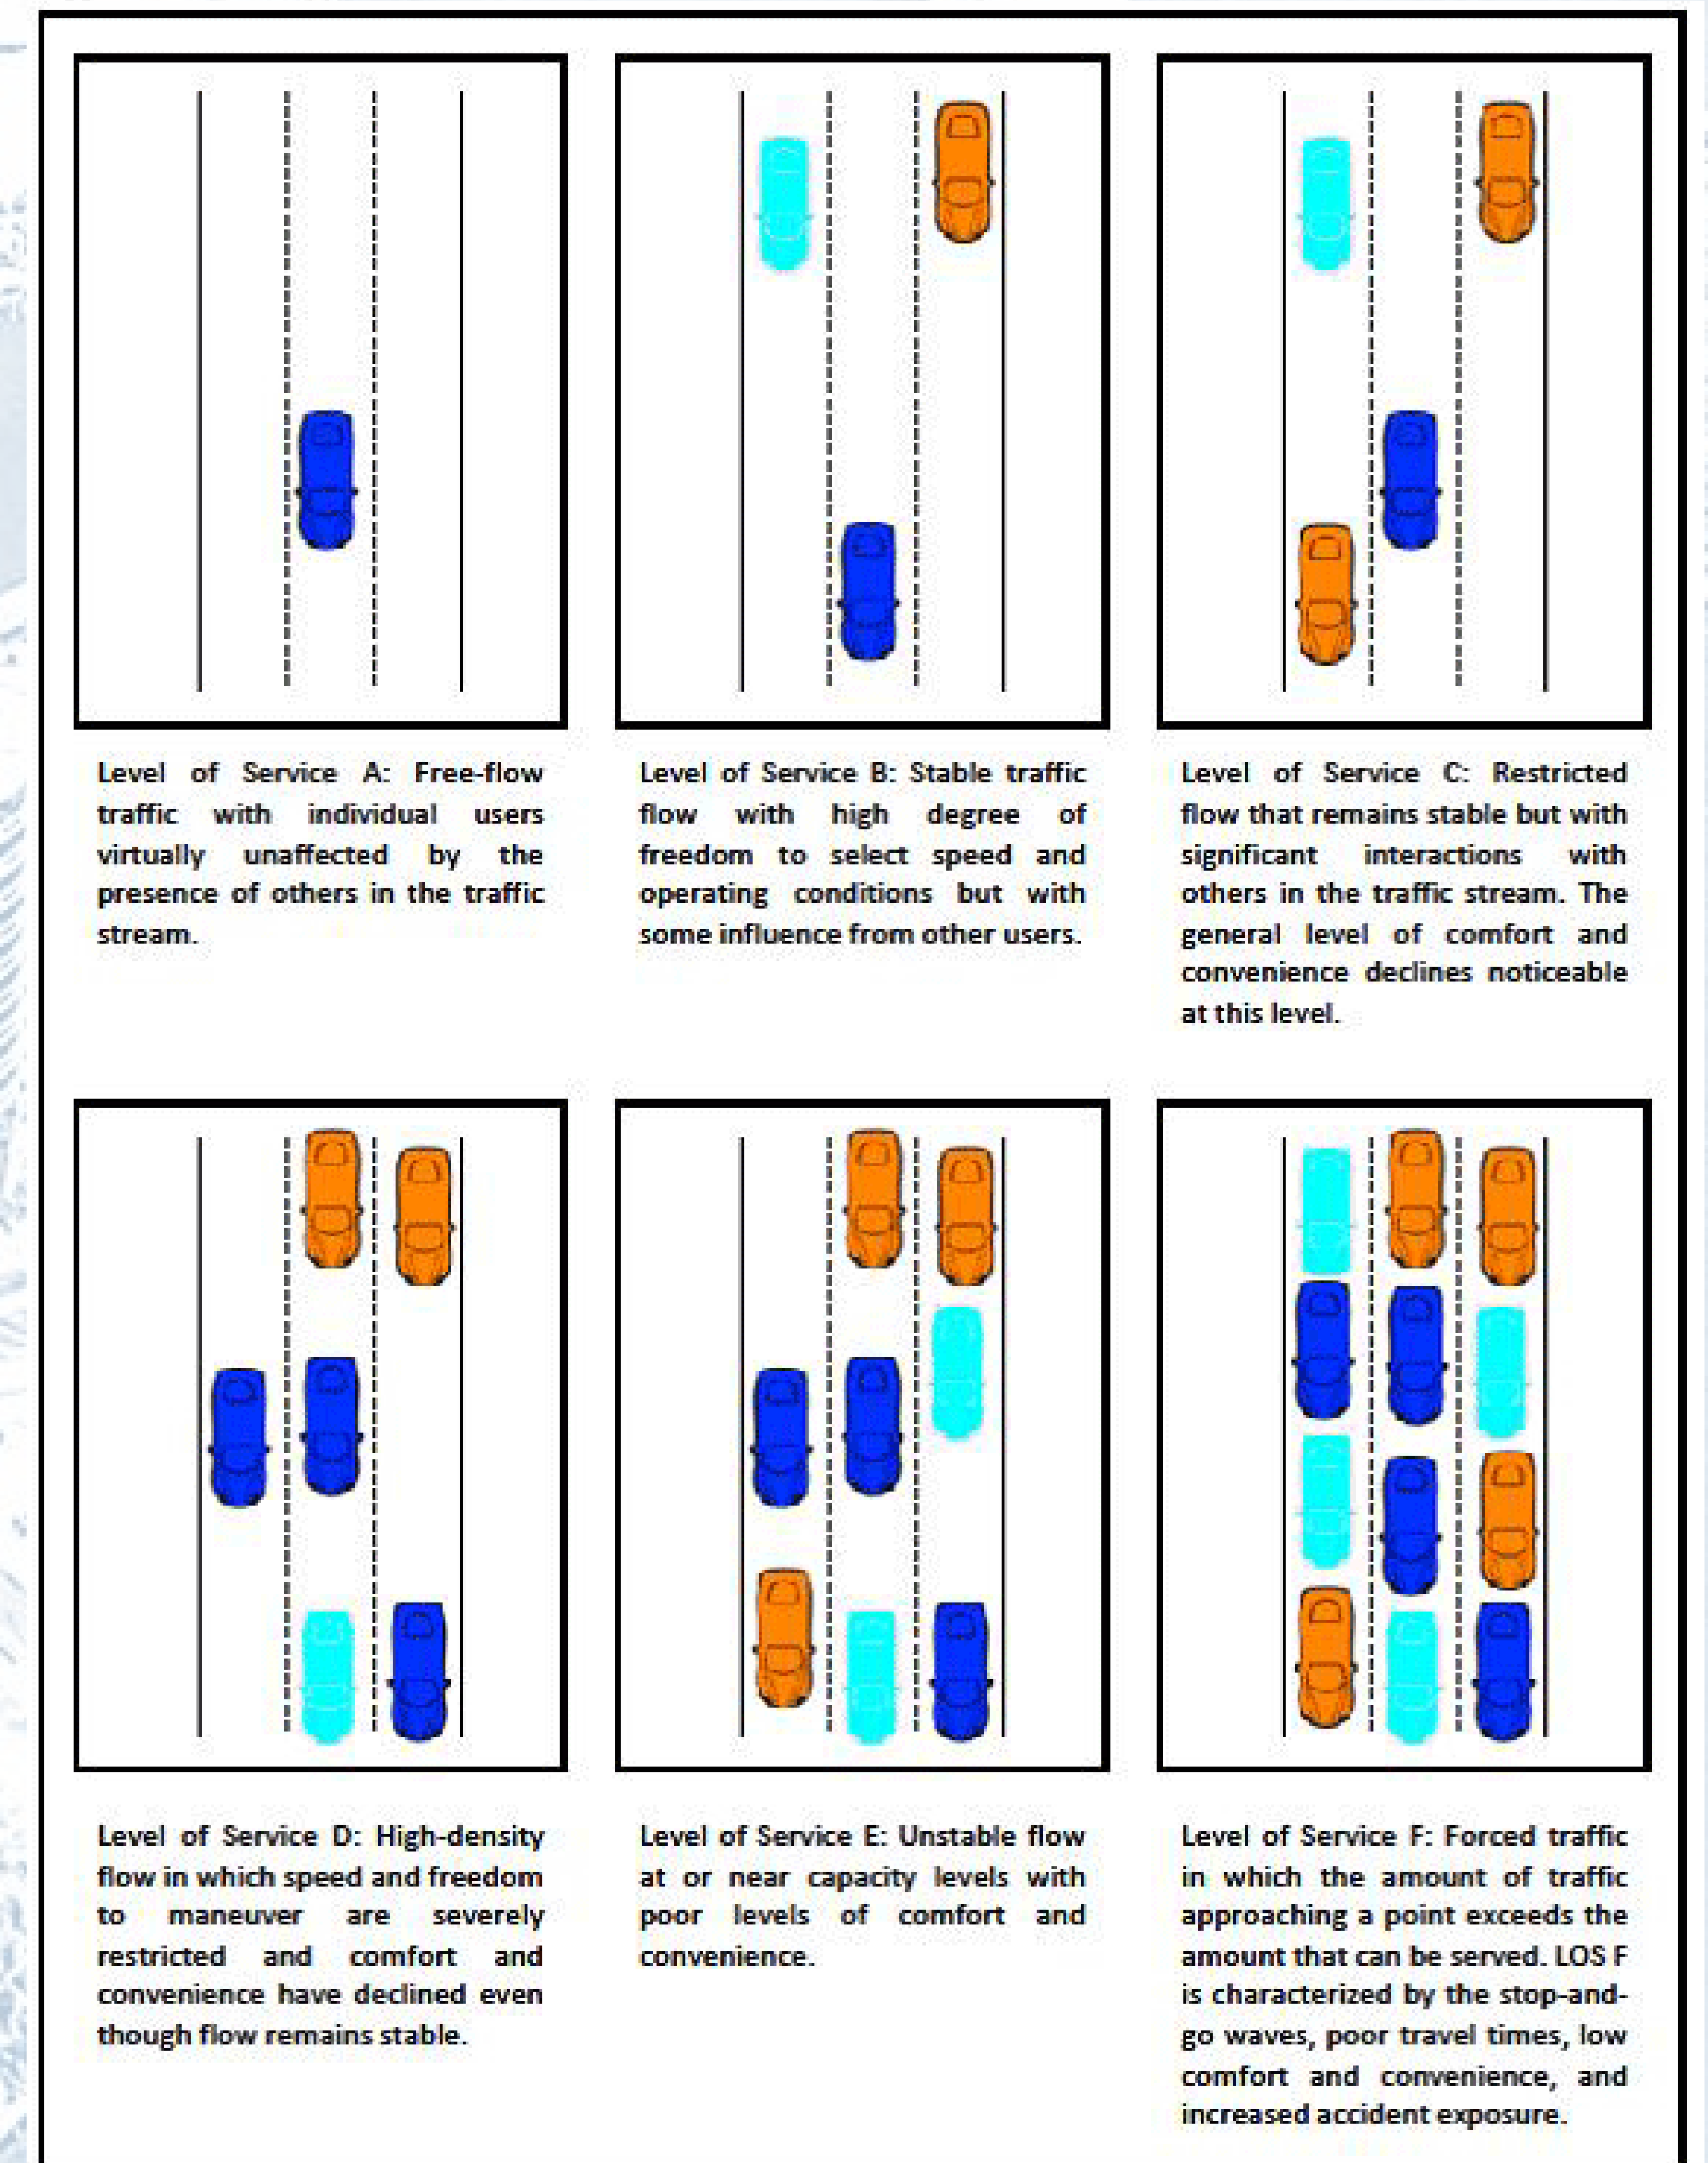 Level of Service A: Free-flow
traffic with individual users
virtually unaffected by the
presence of others in the traffic
stream.
Level of Service B: Stable traffic
flow with high degree of
freedom to select speed and
operating conditions but with
some influence from other users.
Level of Service C: Restricted
flow that remains stable but with
significant interactions with
others in the traffic stream. The
general level of comfort and
convenience declines noticeable
at this level.
Level of Service D: High-density
flow in which speed and freedom
to maneuver are severely
restricted and comfort and
convenience have declined even
though flow remains stable.
Level of Service E: Unstable flow
at or near capacity levels with
poor levels of comfort and
convenience.
Level of Service F: Forced traffic
in which the amount of traffic
approaching a point exceeds the
amount that can be served. LOS F
is characterized by the stop-and-
go waves, poor travel times, low
comfort and convenience, and
increased accident exposure.